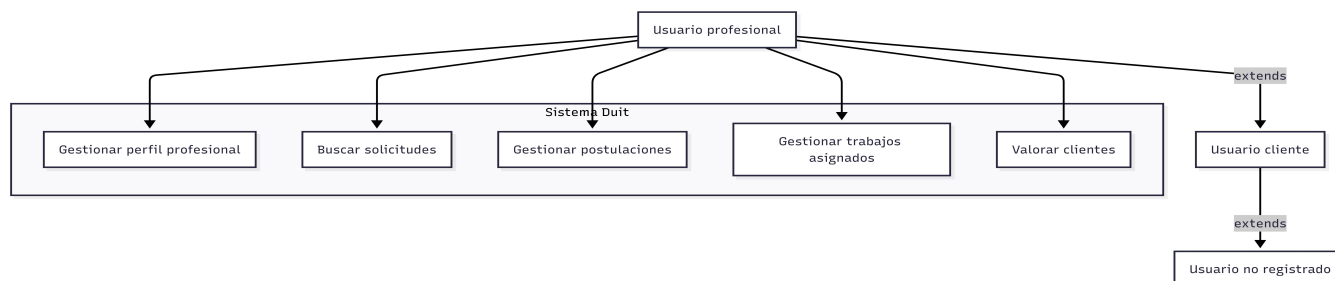 Usuario profesional
extends
Sistema Duit
Gestionar perfil profesional
Buscar solicitudes
Gestionar postulaciones
Gestionar trabajos
asignados
Valorar clientes
Usuario cliente
extends
Usuario no registrado